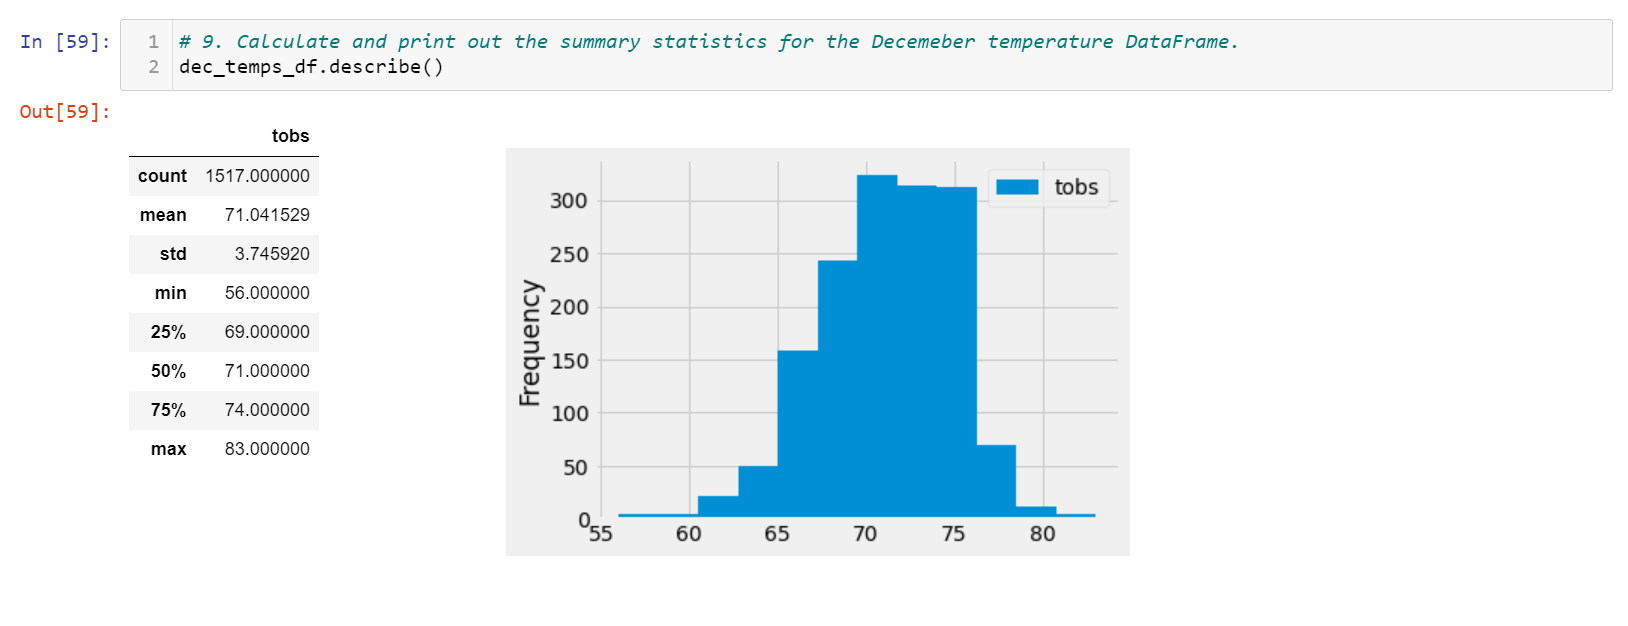 In [59]:
1 # 9. Calculate and print out the summary statistics for the Decemeber temperature DataFrame.
2 dec_temps_df.describe()
Out[59]:
tobs
count 1517.000000
mean 71.041529
std 3.745920
min 56.000000
25% 69.000000
50% 71.000000
75% 74.000000
max 83.000000
tobs
Frequency
300
250
200
150
100
50
0
55 60 65 70 75 80